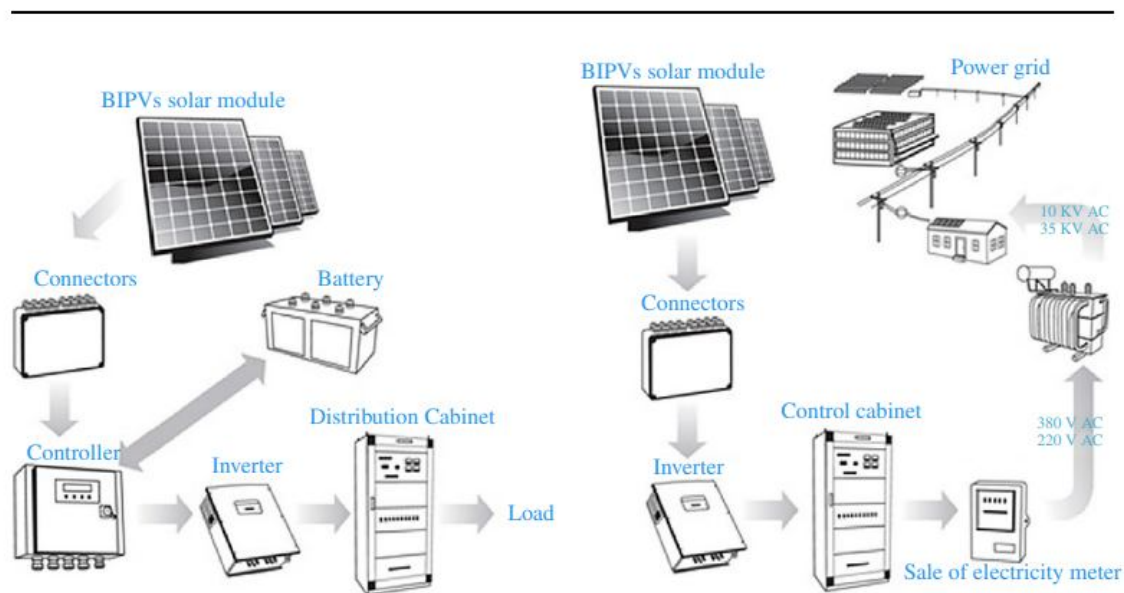 BIPVs solar module
Connectors
Battery
Controller
Inverter
Distribution Cabinet
Load
BIPVs solar module
Power grid
10 KV AC
35 KV AC
Connectors
380 V AC
220 V AC
Inverter
Control cabinet
Sale of electricity meter